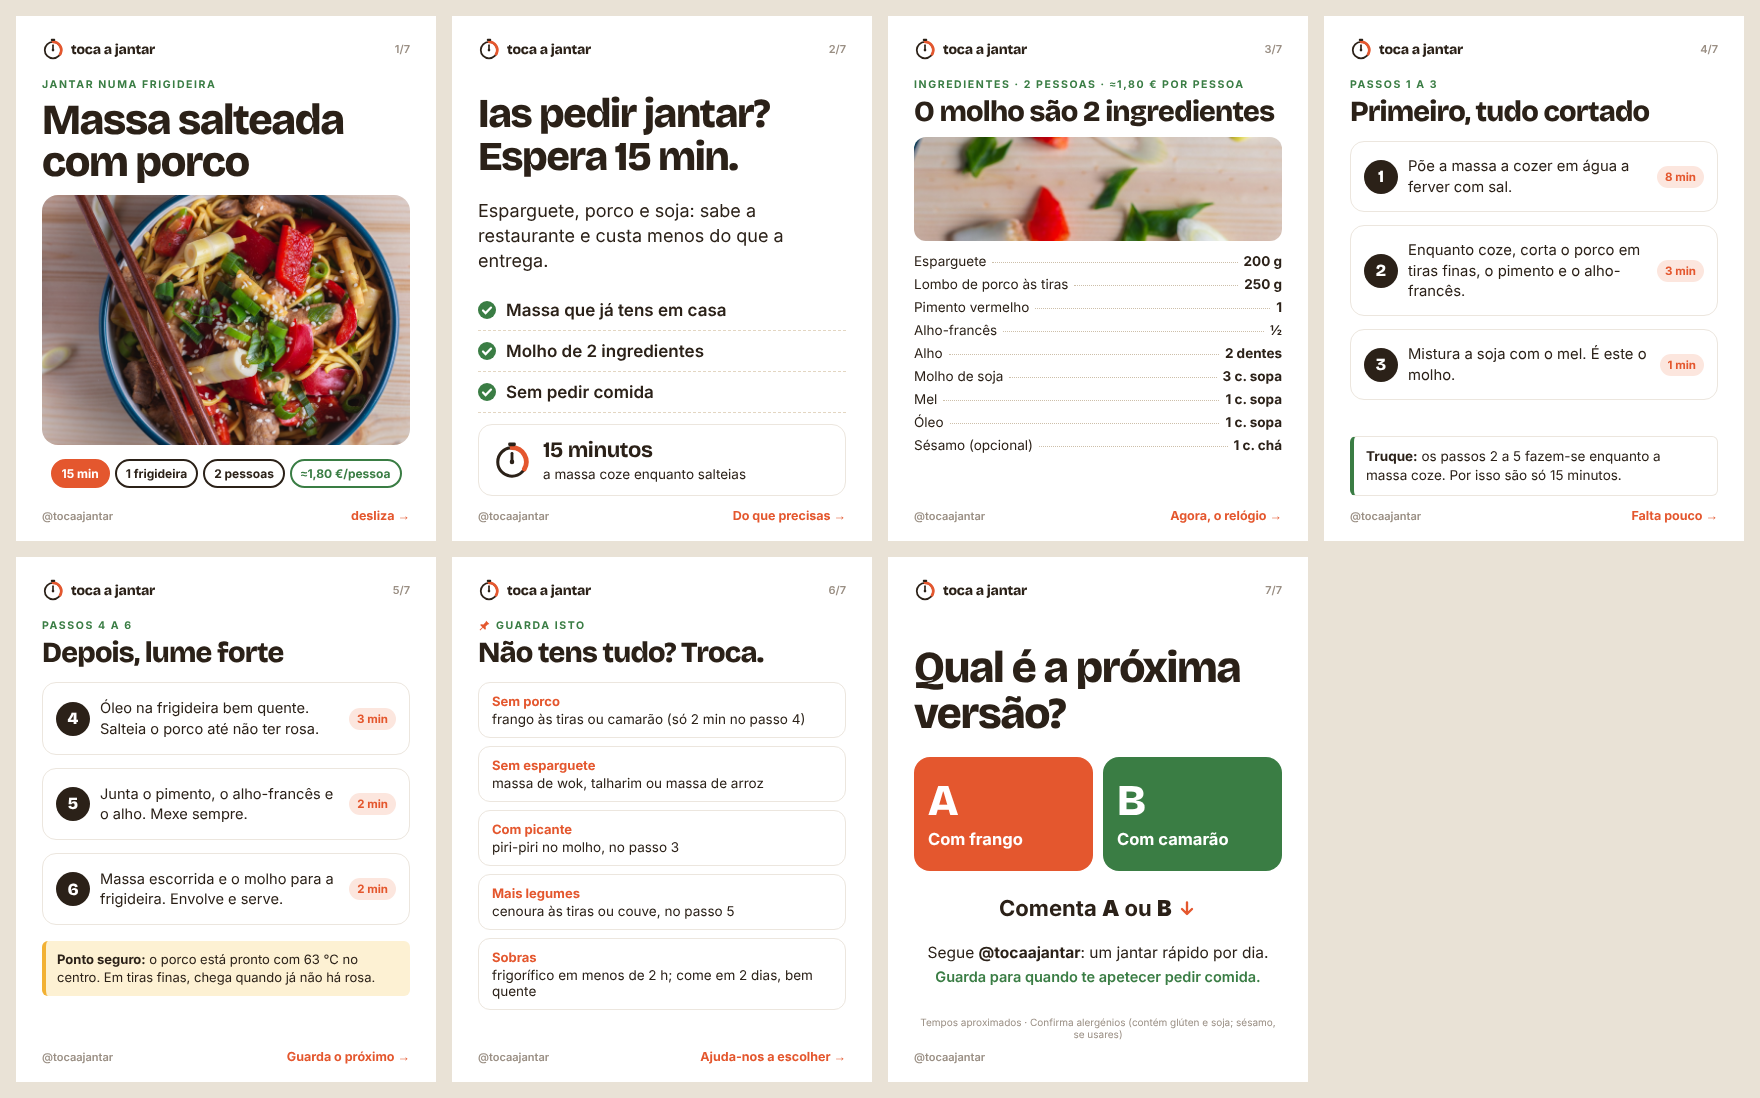 toca a jantar
1/7
JANTAR NUMA FRIGIDEIRA
Massa salteada
com porco
15 min
1 frigideira
2 pessoas
≈1,80 €/pessoa
@tocaajantar
desliza →
toca a jantar
2/7
Ias pedir jantar?
Espera 15 min.
Esparguete, porco e soja: sabe a
restaurante e custa menos do que a
entrega.
Massa que já tens em casa
Molho de 2 ingredientes
Sem pedir comida
15 minutos
a massa coze enquanto salteias
@tocaajantar
Do que precisas →
toca a jantar
3/7
INGREDIENTES · 2 PESSOAS · ≈1,80 € POR PESSOA
O molho são 2 ingredientes
Esparguete 200 g
Lombo de porco às tiras 250 g
Pimento vermelho 1
Alho-francês ½
Alho 2 dentes
Molho de soja 3 c. sopa
Mel 1 c. sopa
Óleo 1 c. sopa
Sésamo (opcional) 1 c. chá
@tocaajantar
Agora, o relógio →
toca a jantar
4/7
PASSOS 1 A 3
Primeiro, tudo cortado
1
Põe a massa a cozer em água a
ferver com sal.
8 min
2
Enquanto coze, corta o porco em
tiras finas, o pimento e o alho-
francês.
3 min
3
Mistura a soja com o mel. É este o
molho.
1 min
Truque: os passos 2 a 5 fazem-se enquanto a
massa coze. Por isso são só 15 minutos.
@tocaajantar
Falta pouco →
toca a jantar
5/7
PASSOS 4 A 6
Depois, lume forte
4
Óleo na frigideira bem quente.
Salteia o porco até não ter rosa.
3 min
5
Junta o pimento, o alho-francês e
o alho. Mexe sempre.
2 min
6
Massa escorrida e o molho para a
frigideira. Envolve e serve.
2 min
Ponto seguro: o porco está pronto com 63 °C no
centro. Em tiras finas, chega quando já não há rosa.
@tocaajantar
Guarda o próximo →
toca a jantar
6/7
GUARDA ISTO
Não tens tudo? Troca.
Sem porco
frango às tiras ou camarão (só 2 min no passo 4)
Sem esparguete
massa de wok, talharim ou massa de arroz
Com picante
piri-piri no molho, no passo 3
Mais legumes
cenoura às tiras ou couve, no passo 5
Sobras
frigorífico em menos de 2 h; come em 2 dias, bem
quente
@tocaajantar
Ajuda-nos a escolher →
toca a jantar
7/7
Qual é a próxima
versão?
A
Com frango
B
Com camarão
Comenta A ou B ↓
Segue @tocaajantar: um jantar rápido por dia.
Guarda para quando te apetecer pedir comida.
Tempos aproximados · Confirma alergénios (contém glúten e soja; sésamo,
se usares)
@tocaajantar